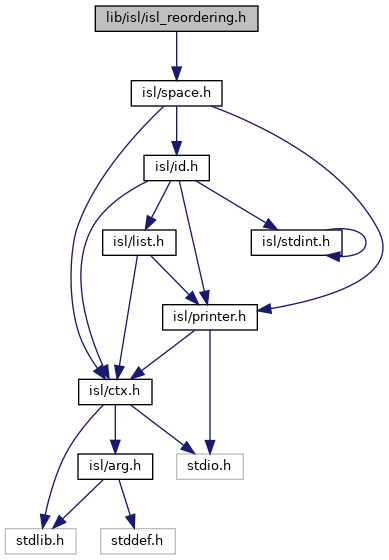 lib/isl/isl_reordering.h
isl/space.h
isl/id.h
isl/list.h
isl/stdint.h
isl/printer.h
isl/ctx.h
isl/arg.h
stdio.h
stdlib.h
stddef.h